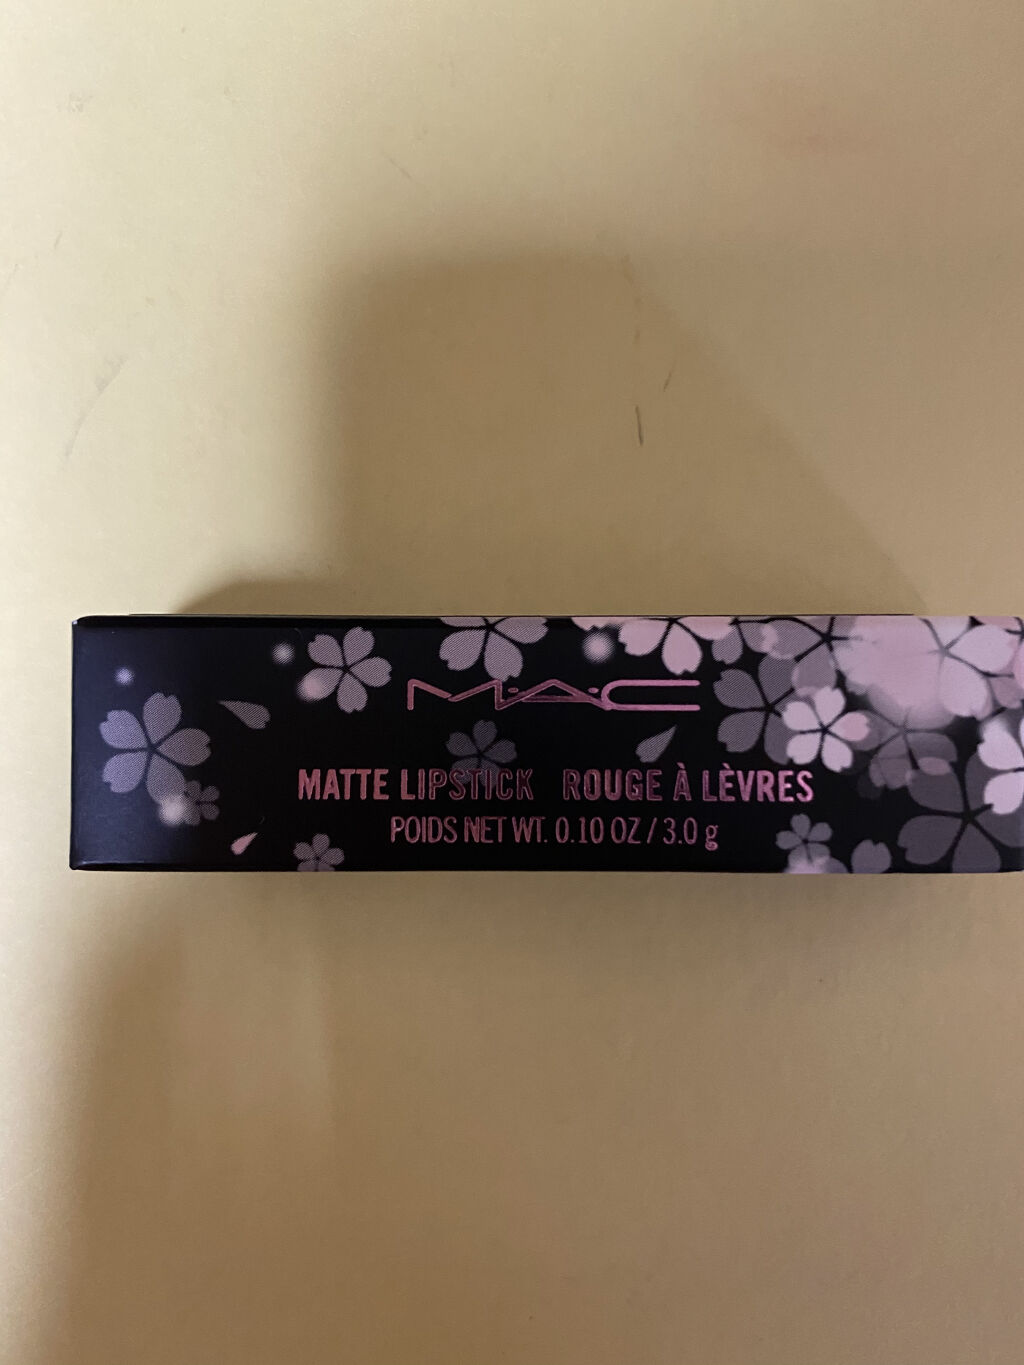 M·A·C
MATTE LIPSTICK ROUGE À LÈVRES
POIDS NET WT. 0.10 OZ / 3.0 g